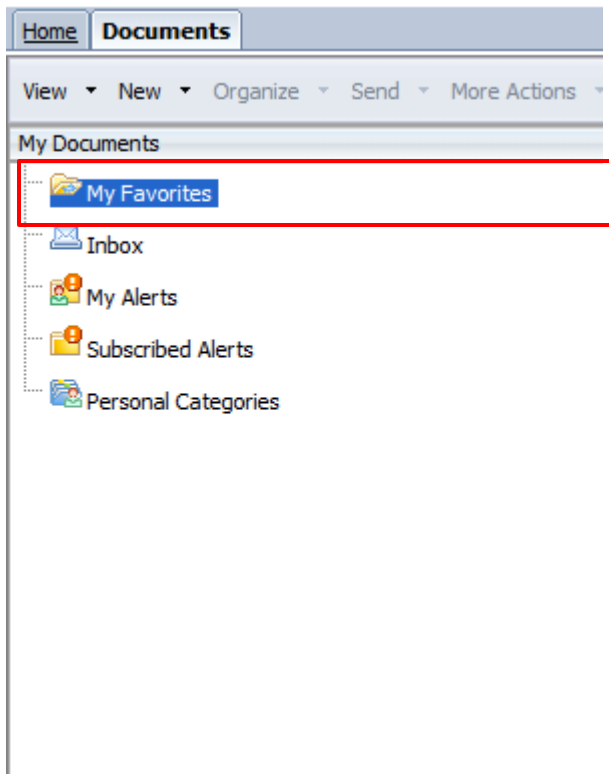 Home Documents
View New Organize Send More Actions
My Documents
My Favorites
Inbox
My Alerts
Subscribed Alerts
Personal Categories